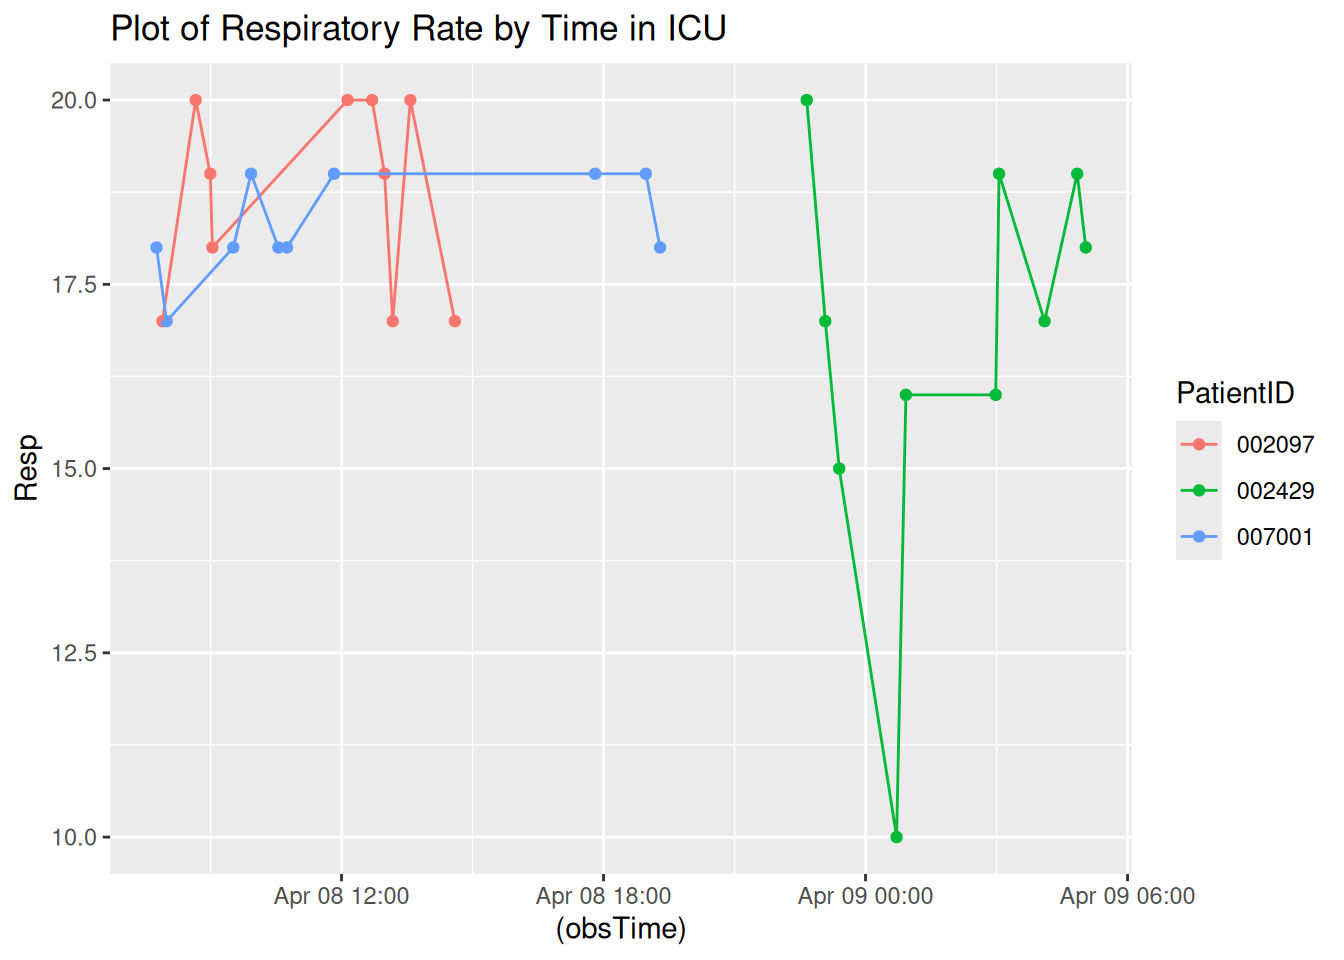 Plot of Respiratory Rate by Time in ICU
20.0
17.5
15.0
12.5
10.0
Resp
Apr 08 12:00
Apr 08 18:00
Apr 09 00:00
Apr 09 06:00
(obsTime)
PatientID
002097
002429
007001